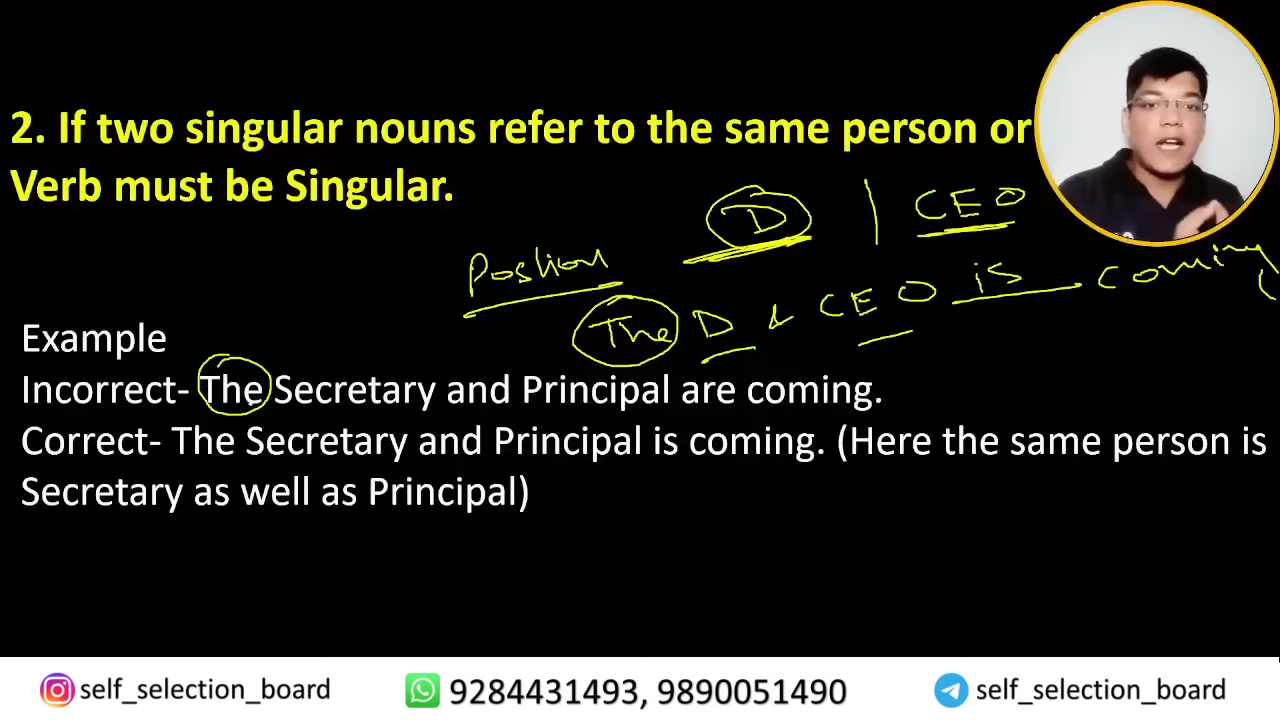 2. If two singular nouns refer to the same person or
Verb must be Singular.
D | CEO
Position
The D & CEO is coming
Example
Incorrect- The Secretary and Principal are coming.
Correct- The Secretary and Principal is coming. (Here the same person is
Secretary as well as Principal)
self_selection_board 9284431493, 9890051490 self_selection_board